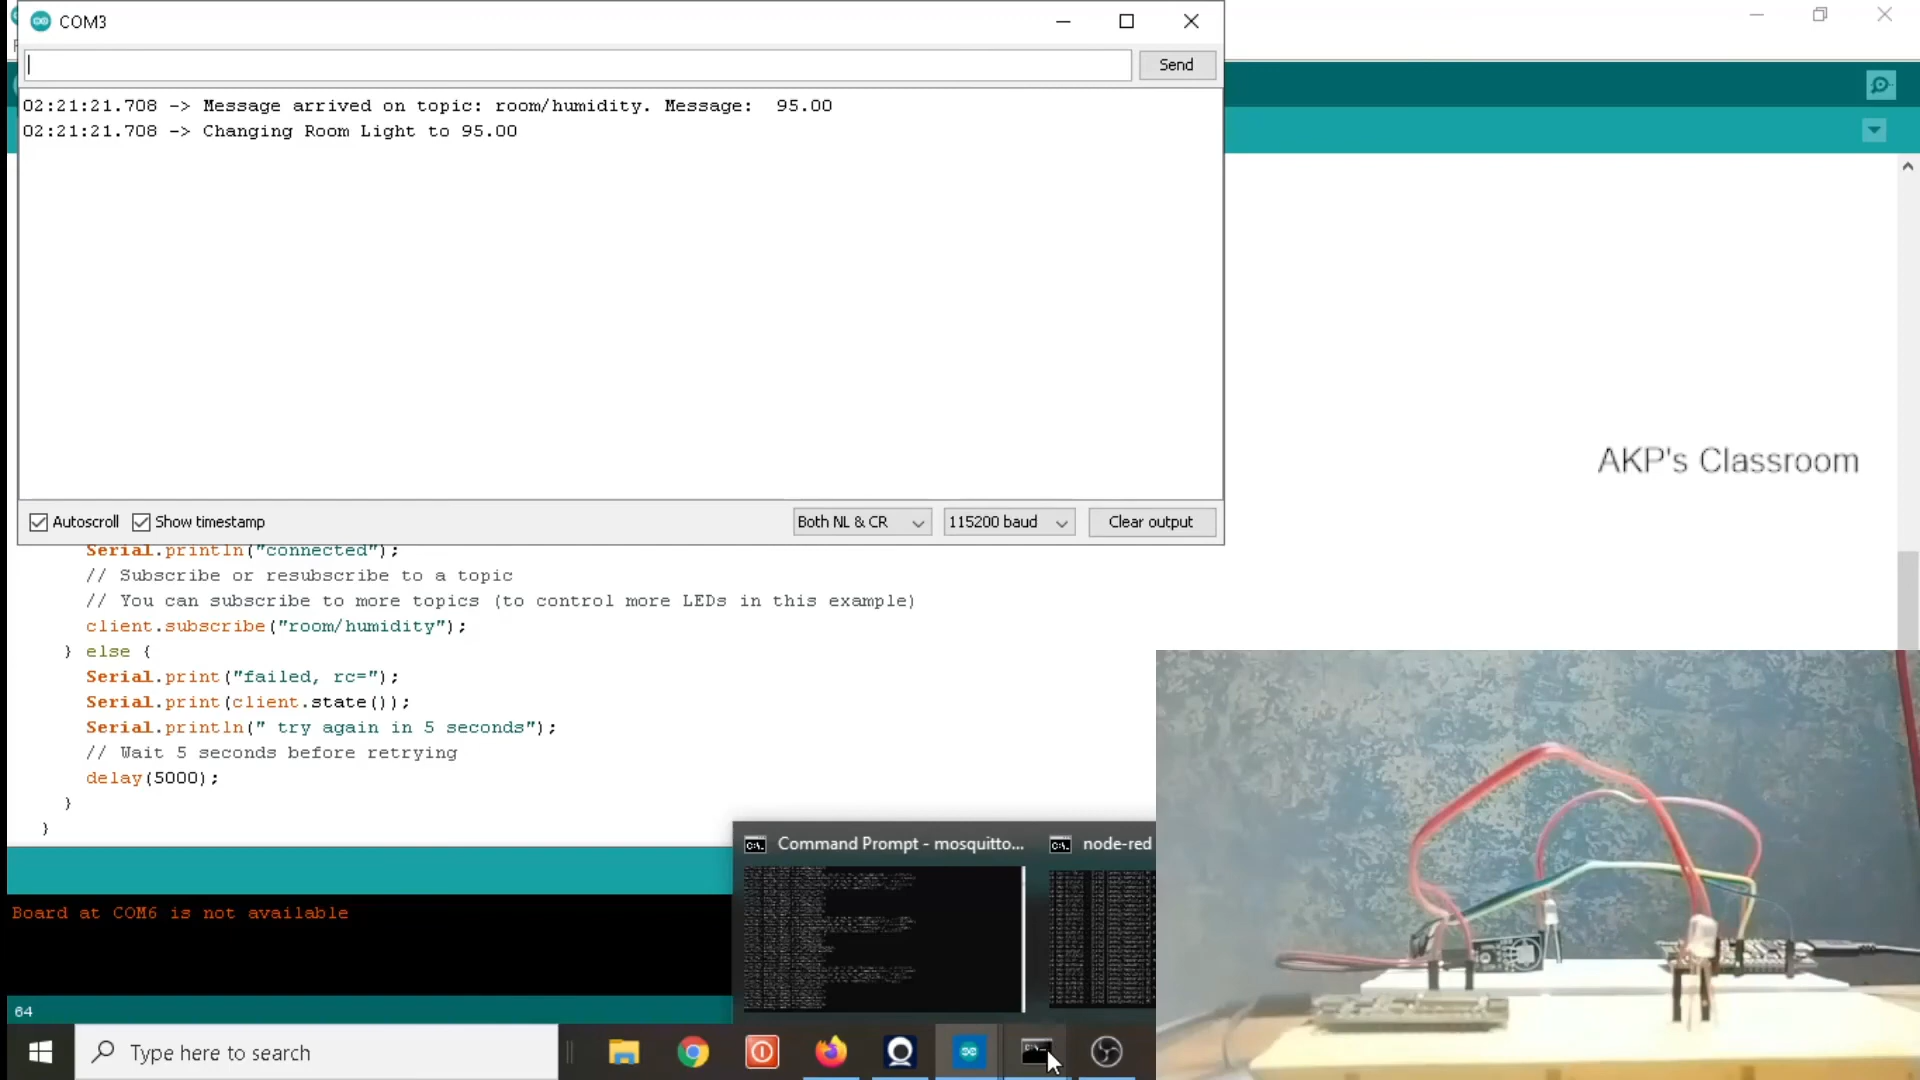 COM3
Send
02:21:21.708 -> Message arrived on topic: room/humidity. Message:  95.00
02:21:21.708 -> Changing Room Light to 95.00
AKP's Classroom
Autoscroll
Show timestamp
Both NL & CR
115200 baud
Clear output
Serial.println("connected");
// Subscribe or resubscribe to a topic
// You can subscribe to more topics (to control more LEDs in this example)
client.subscribe("room/humidity");
} else {
Serial.print("failed, rc=");
Serial.print(client.state());
Serial.println(" try again in 5 seconds");
// Wait 5 seconds before retrying
delay(5000);
}
}
Command Prompt - mosquitto...
node-red
Board at COM6 is not available
64
Type here to search